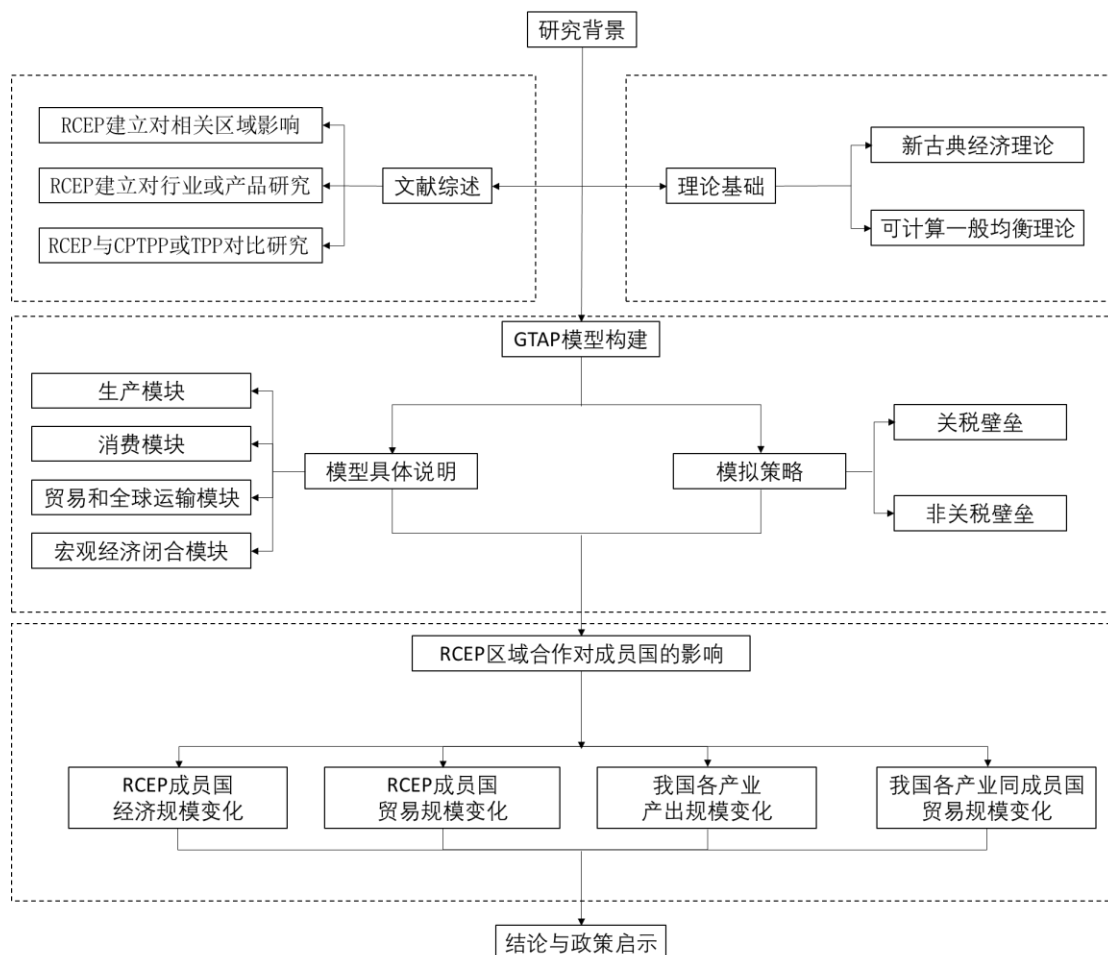 研究背景
RCEP建立对相关区域影响
RCEP建立对行业或产品研究
RCEP与CPTPP或TPP对比研究
文献综述
理论基础
新古典经济理论
可计算一般均衡理论
GTAP模型构建
生产模块
消费模块
贸易和全球运输模块
宏观经济闭合模块
模型具体说明
模拟策略
关税壁垒
非关税壁垒
RCEP区域合作对成员国的影响
RCEP成员国
经济规模变化
RCEP成员国
贸易规模变化
我国各产业
产出规模变化
我国各产业同成员国
贸易规模变化
结论与政策启示